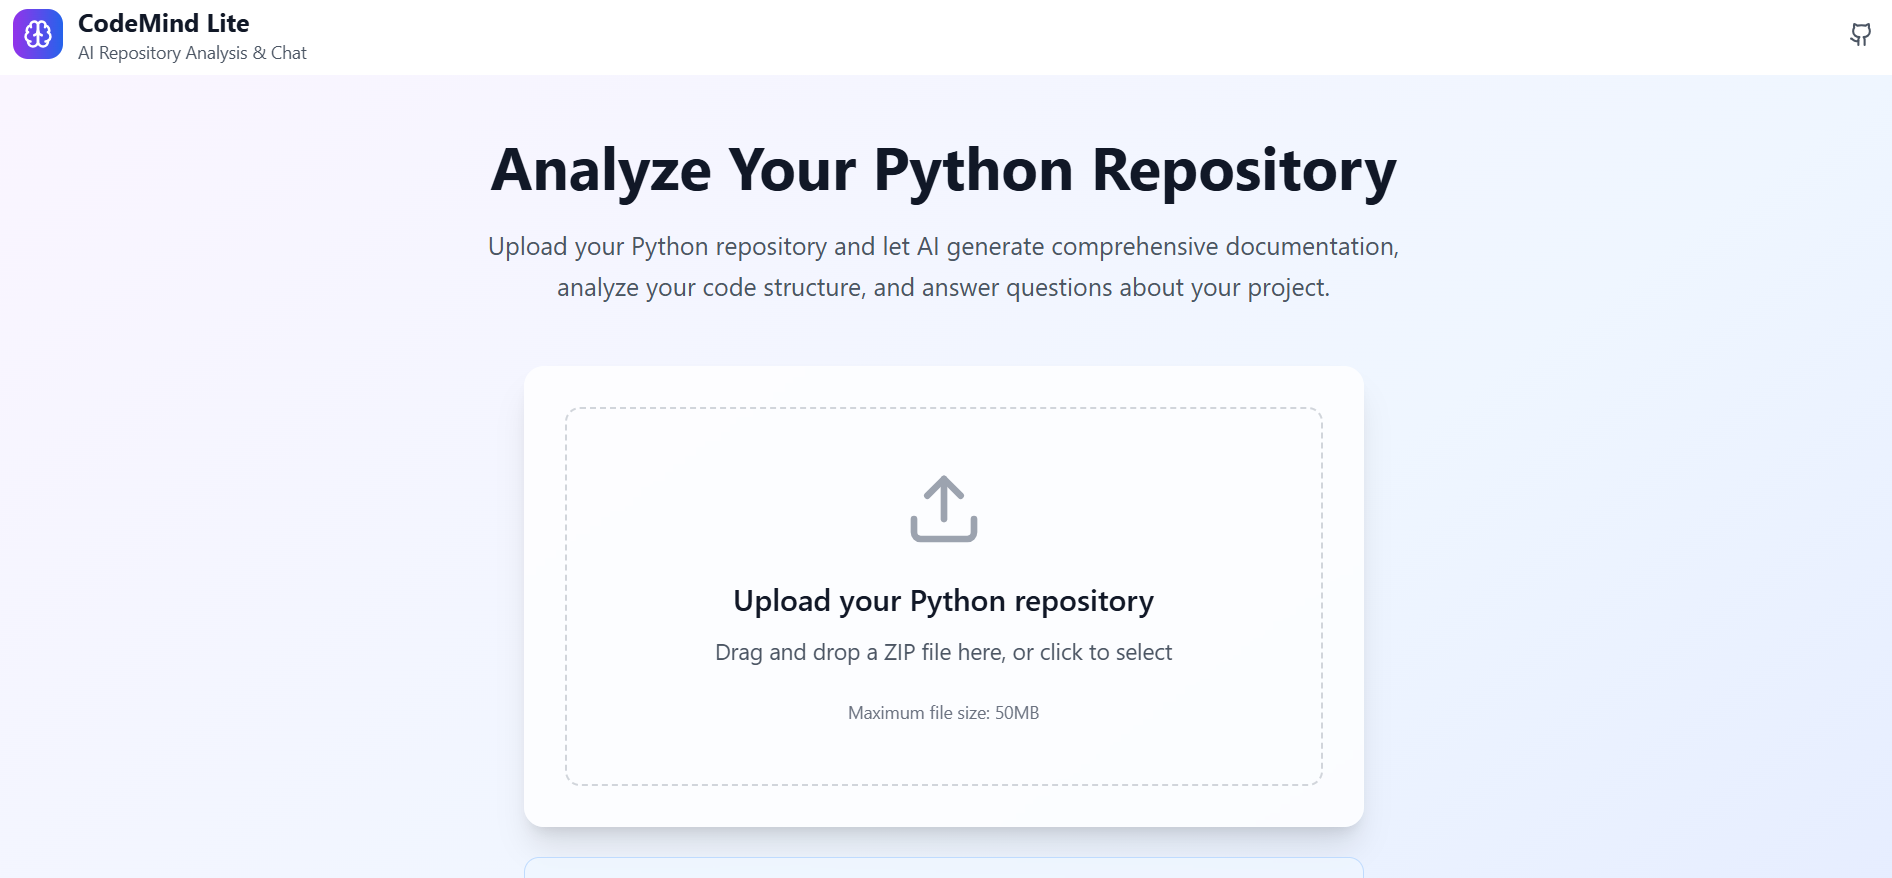 CodeMind Lite
AI Repository Analysis & Chat
Analyze Your Python Repository
Upload your Python repository and let AI generate comprehensive documentation,
analyze your code structure, and answer questions about your project.
Upload your Python repository
Drag and drop a ZIP file here, or click to select
Maximum file size: 50MB